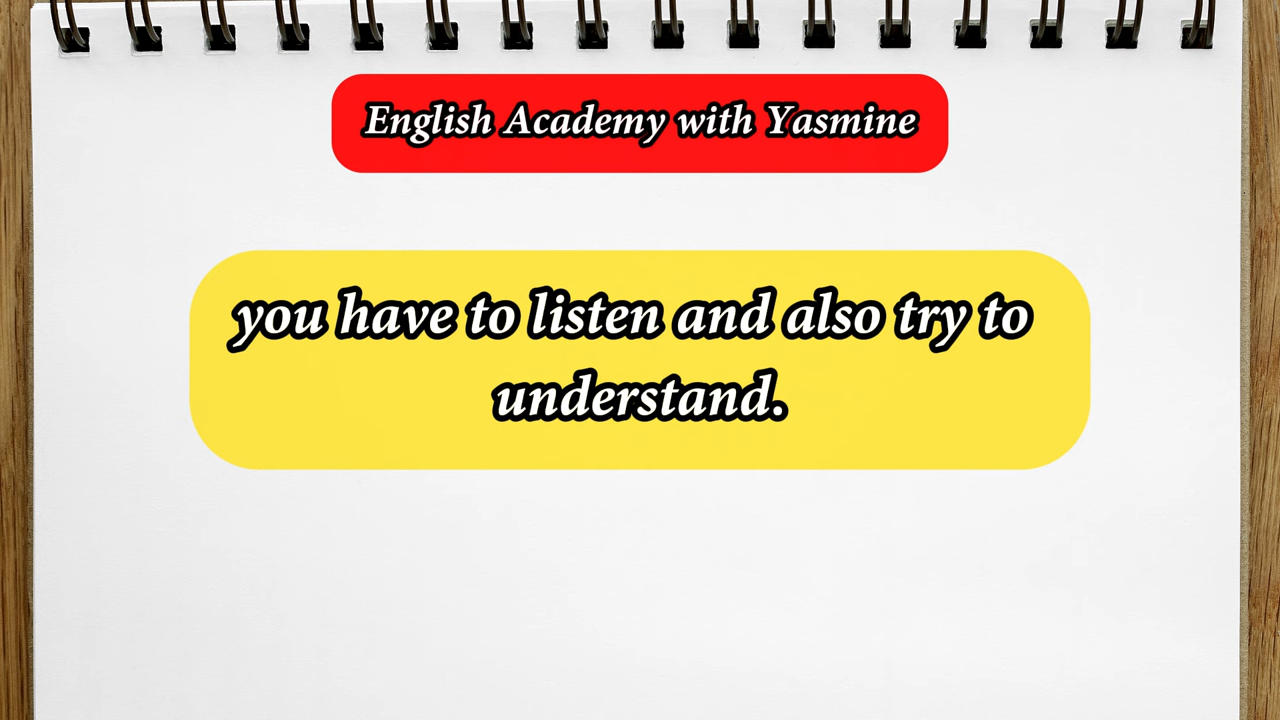 English Academy with Yasmine
you have to listen and also try to
understand.